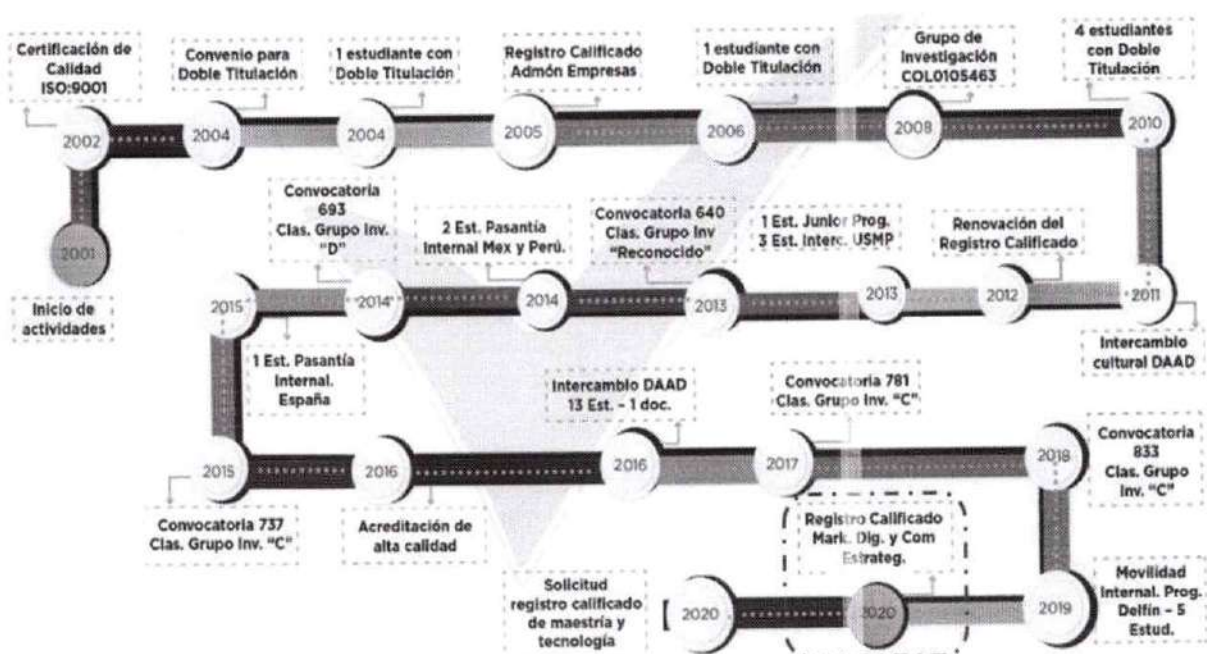 Certificación de
Calidad
ISO:9001
2002
2001
Inicio de
actividades
Convenio para
Doble Titulación
2004
1 estudiante con
Doble Titulación
2004
Registro Calificado
Admón Empresas
2005
1 estudiante con
Doble Titulación
2006
Grupo de
Investigación
COL0105463
2008
4 estudiantes
con Doble
Titulación
2010
2011
Intercambio
cultural DAAD
Renovación del
Registro Calificado
2012
1 Est. Junior Prog.
3 Est. Interc. USMP
2013
Convocatoria 640
Clas. Grupo Inv
"Reconocido"
2013
2 Est. Pasantía
Internal Mex y Perú.
2014
Convocatoria
693
Clas. Grupo Inv.
"D"
2014
2015
1 Est. Pasantía
Internal.
España
2015
Convocatoria 737
Clas. Grupo Inv. "C"
2016
Acreditación de
alta calidad
Intercambio DAAD
13 Est. - 1 doc.
2016
Convocatoria 781
Clas. Grupo Inv. "C"
2017
2018
Convocatoria
833
Clas. Grupo
Inv. "C"
2019
Movilidad
Internal. Prog.
Delfín - 5
Estud.
Registro Calificado
Mark. Dig. y Com
Estrateg.
2020
Solicitud
registro calificado
de maestría y
tecnología
2020